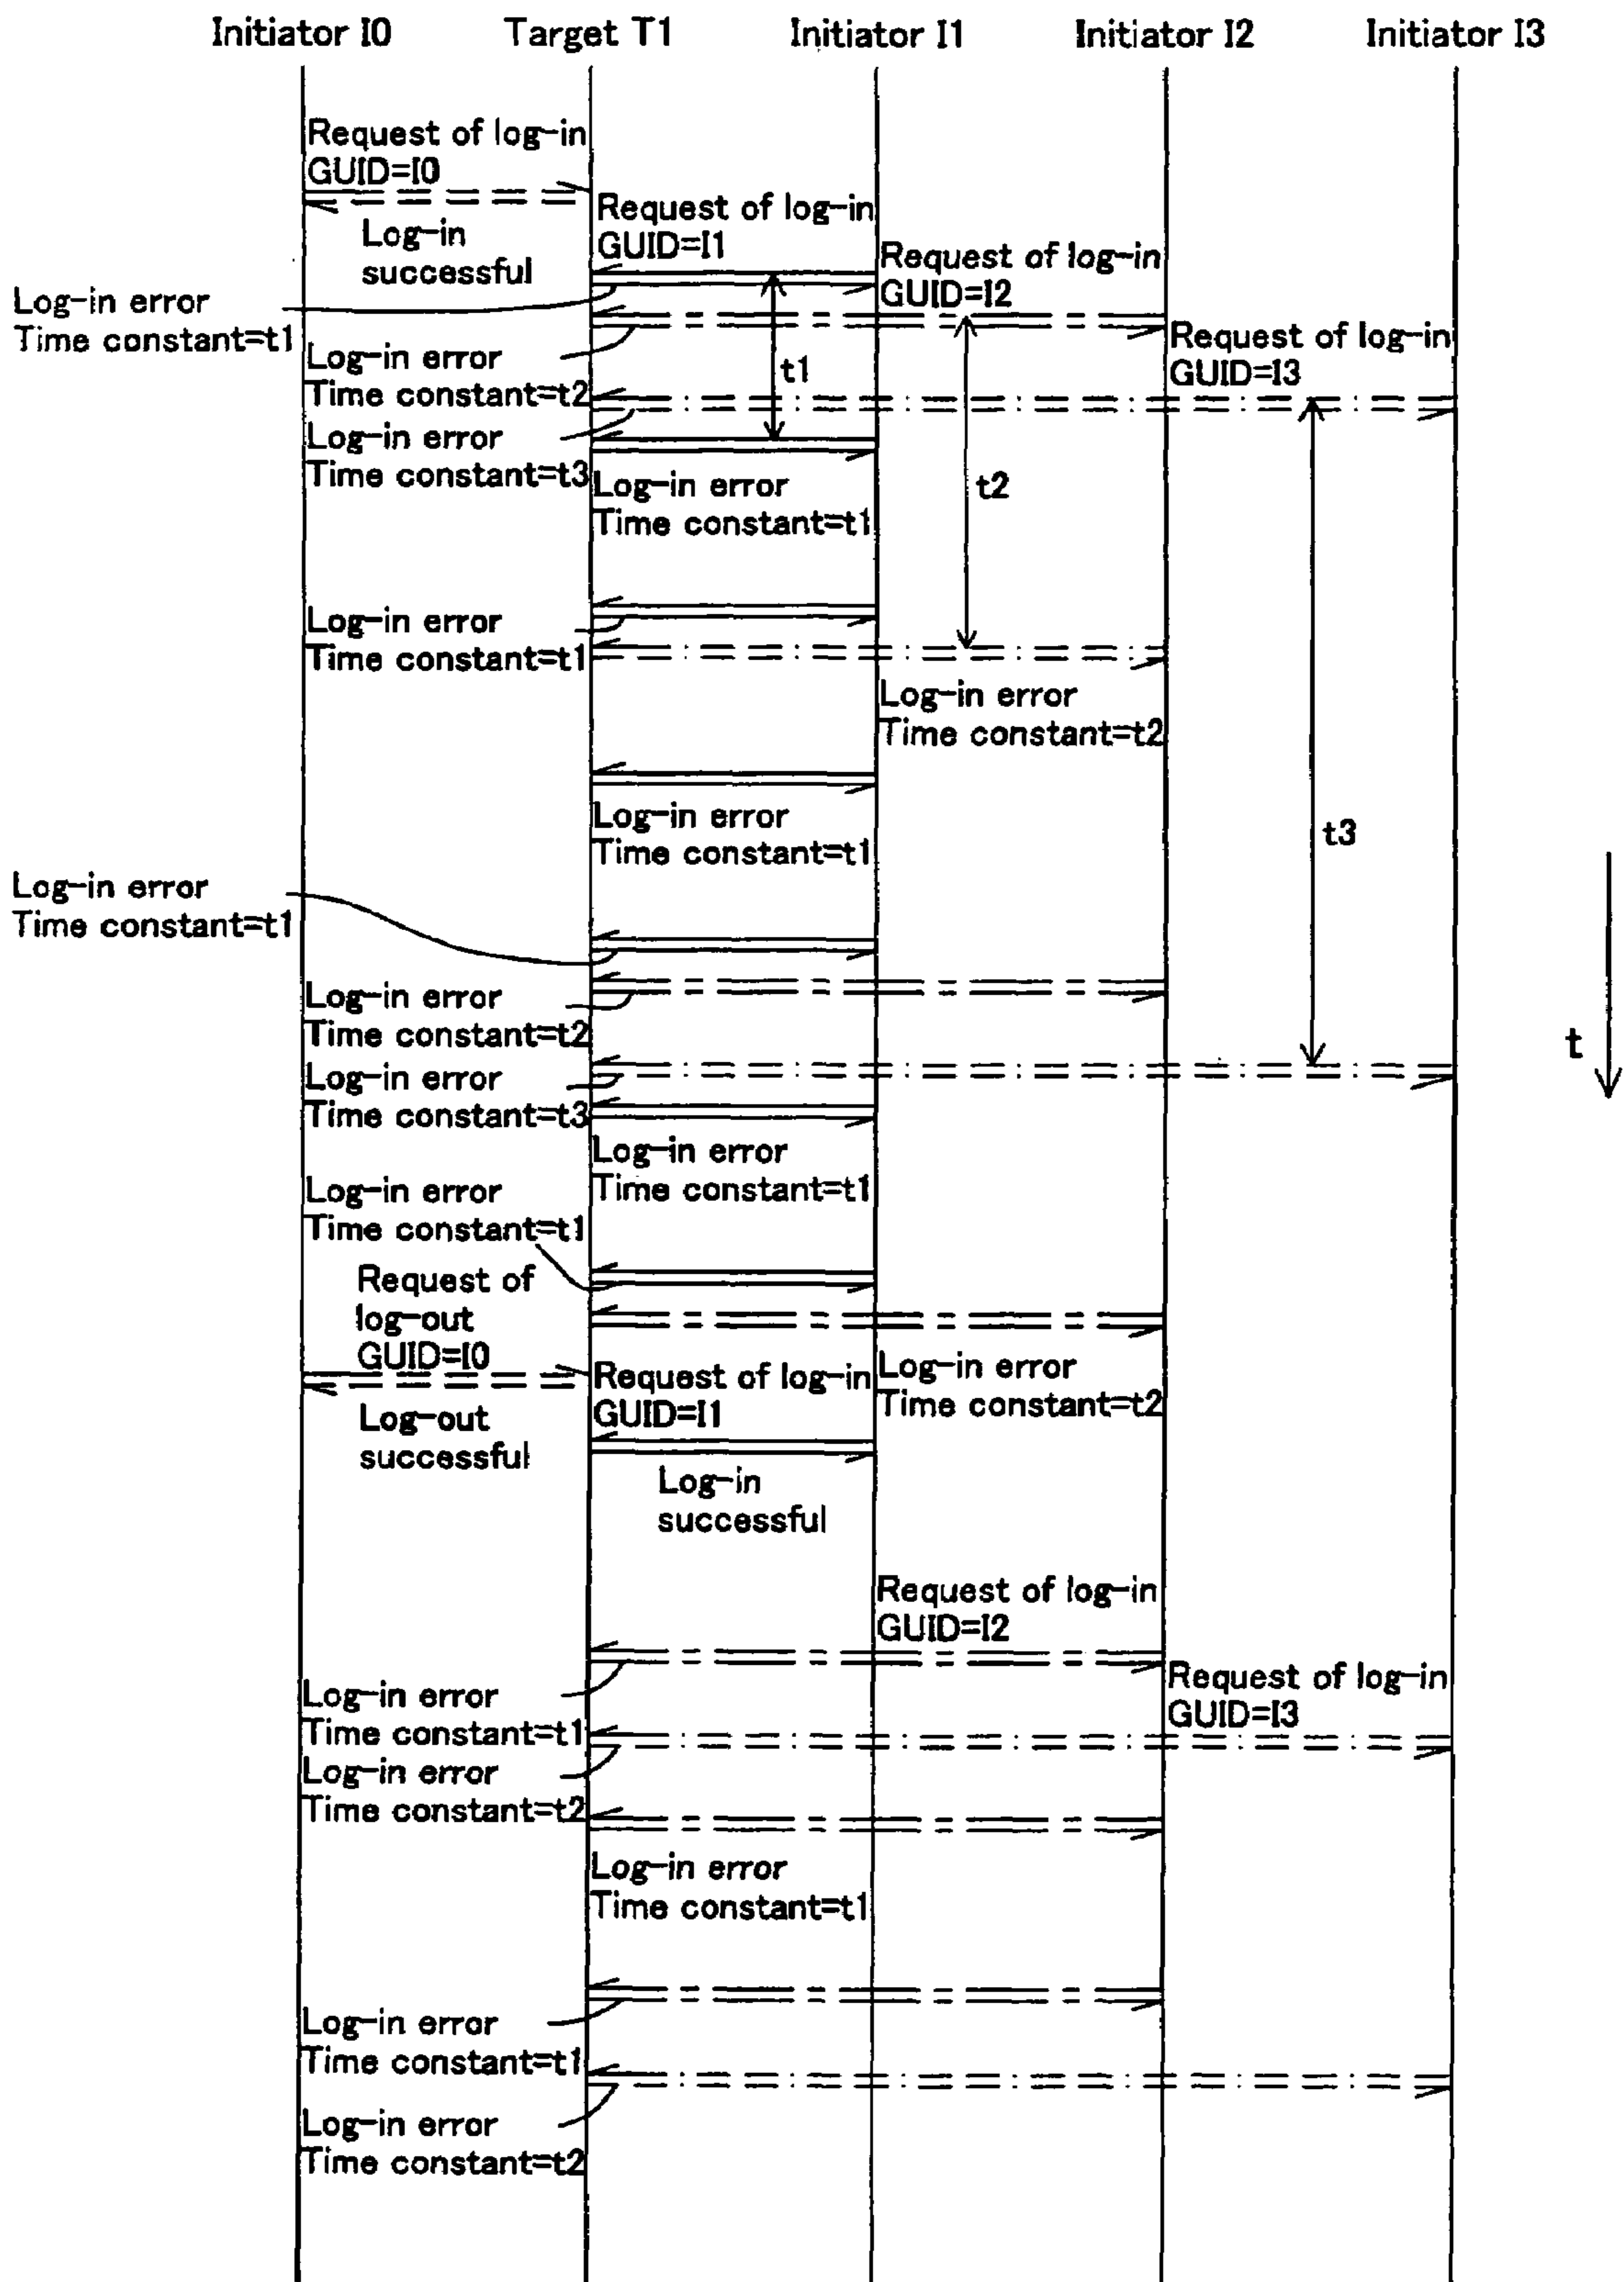 Initiator I0 Target T1 Initiator I1 Initiator I2 Initiator I3
Request of log-in
GUID=I0
Log-in
successful
Request of log-in
GUID=I1
Request of log-in
GUID=I2
Log-in error
Time constant=t1
Request of log-in
GUID=I3
Log-in error
Time constant=t2
t1
Log-in error
Time constant=t3
Log-in error
Time constant=t1
t2
Log-in error
Time constant=t1
Log-in error
Time constant=t2
Log-in error
Time constant=t1
t3
Log-in error
Time constant=t1
Log-in error
Time constant=t2
t
Log-in error
Time constant=t3
Log-in error
Time constant=t1
Log-in error
Time constant=t1
Request of
log-out
GUID=I0
Log-in error
Time constant=t2
Request of log-in
GUID=I1
Log-out
successful
Log-in
successful
Request of log-in
GUID=I2
Request of log-in
GUID=I3
Log-in error
Time constant=t1
Log-in error
Time constant=t2
Log-in error
Time constant=t1
Log-in error
Time constant=t1
Log-in error
Time constant=t2